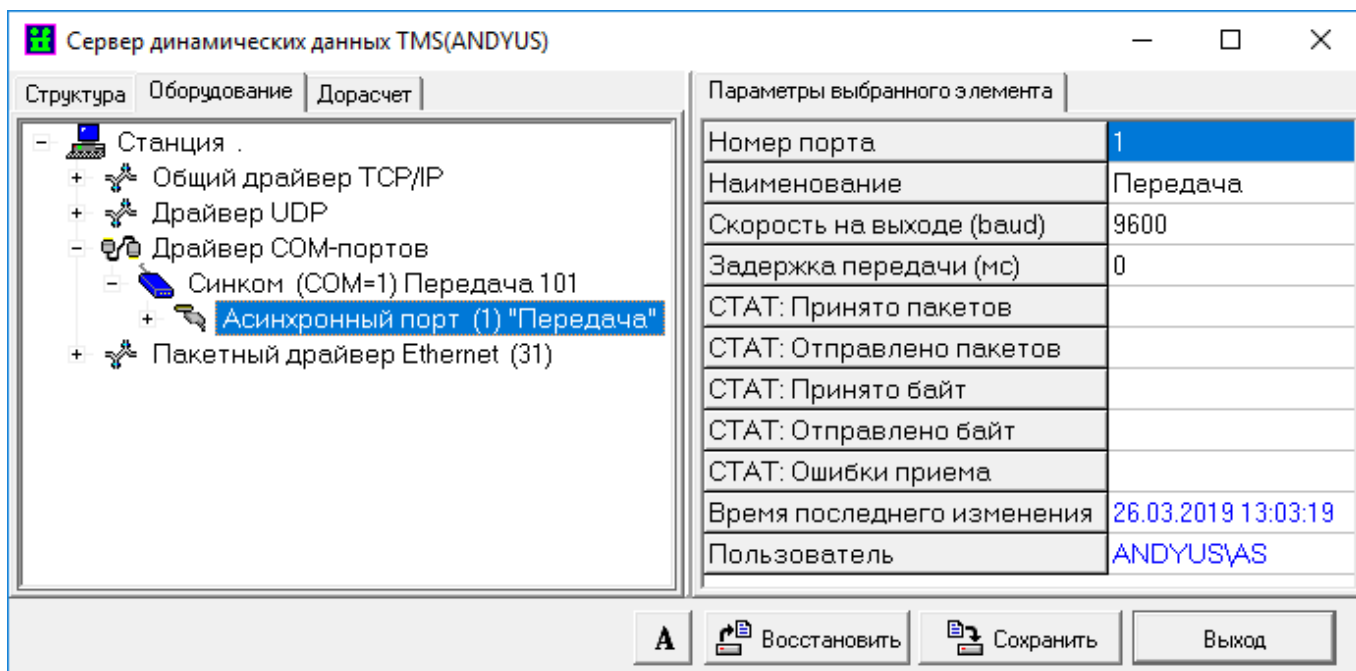 Сервер динамических данных TMS(ANDYUS)
Структура Оборудование Дорасчет
Станция .
Общий драйвер TCP/IP
Драйвер UDP
Драйвер COM-портов
Синком (COM=1) Передача 101
Асинхронный порт (1) "Передача"
Пакетный драйвер Ethernet (31)
Параметры выбранного элемента
Номер порта 1
Наименование Передача
Скорость на выходе (baud) 9600
Задержка передачи (мс) 0
СТАТ: Принято пакетов
СТАТ: Отправлено пакетов
СТАТ: Принято байт
СТАТ: Отправлено байт
СТАТ: Ошибки приема
Время последнего изменения 26.03.2019 13:03:19
Пользователь ANDYUS\AS
A Восстановить Сохранить Выход